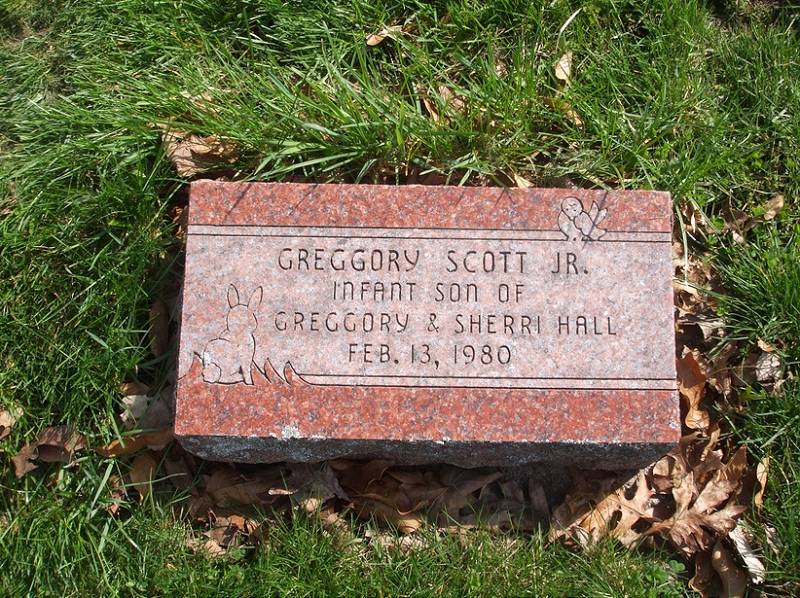 GREGGORY SCOTT JR.
INFANT SON OF
GREGGORY & SHERRI HALL
FEB. 13, 1980